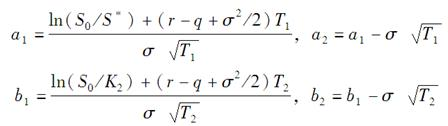 a₁ = (ln(S₀/S*) + (r − q + σ²/2)T₁) / (σ √T₁), a₂ = a₁ − σ √T₁
b₁ = (ln(S₀/K₂) + (r − q + σ²/2)T₂) / (σ √T₂), b₂ = b₁ − σ √T₂